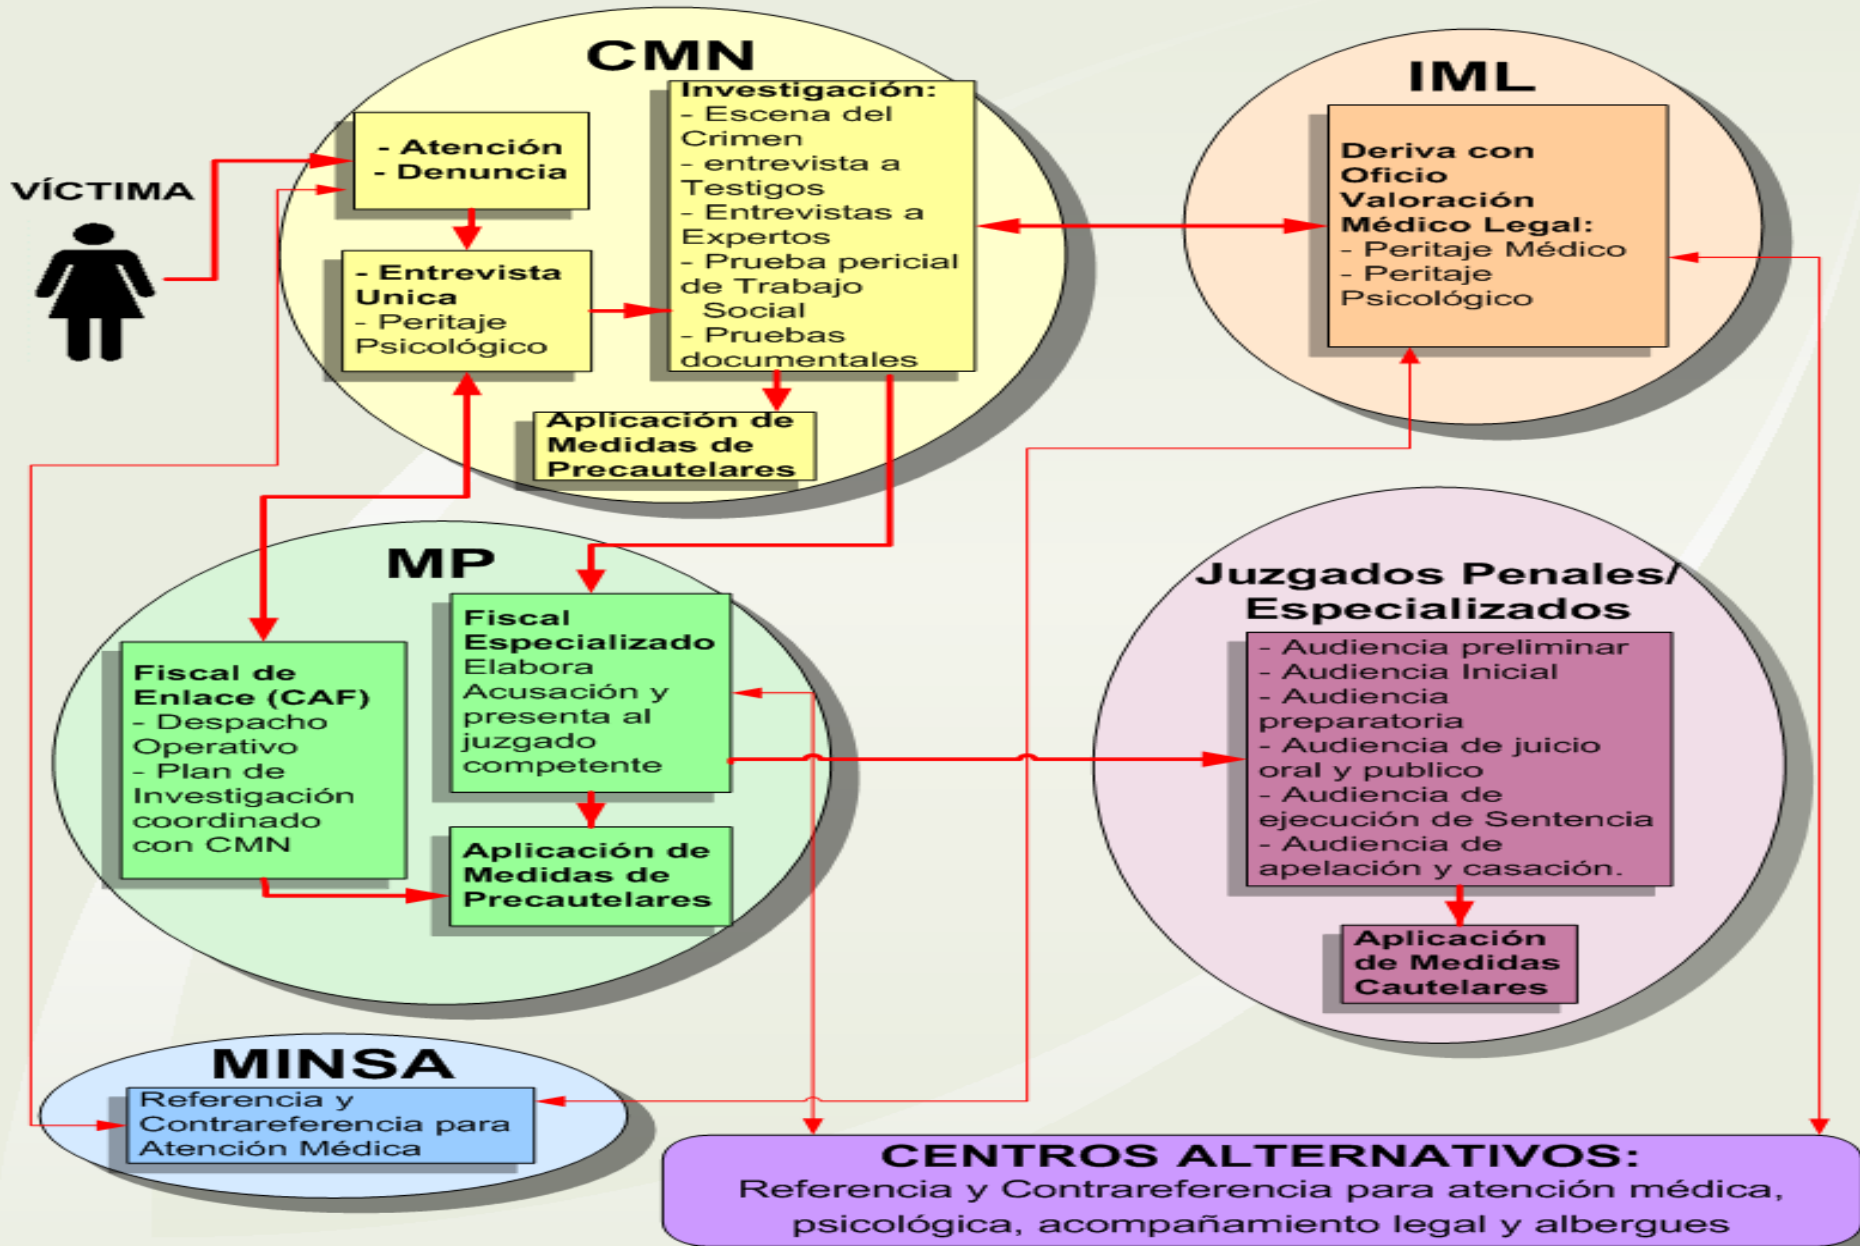 VÍCTIMA
CMN
- Atención
- Denuncia
- Entrevista
Unica
- Peritaje
Psicológico
Investigación:
- Escena del
Crimen
- entrevista a
Testigos
- Entrevistas a
Expertos
- Prueba pericial
de Trabajo
Social
- Pruebas
documentales
Aplicación de
Medidas de
Precautelares
IML
Deriva con
Oficio
Valoración
Médico Legal:
- Peritaje Médico
- Peritaje
Psicológico
MP
Fiscal de
Enlace (CAF)
- Despacho
Operativo
- Plan de
Investigación
coordinado
con CMN
Fiscal
Especializado
Elabora
Acusación y
presenta al
juzgado
competente
Aplicación de
Medidas de
Precautelares
Juzgados Penales/
Especializados
- Audiencia preliminar
- Audiencia Inicial
- Audiencia
preparatoria
- Audiencia de juicio
oral y publico
- Audiencia de
ejecución de Sentencia
- Audiencia de
apelación y casación.
Aplicación
de Medidas
Cautelares
MINSA
Referencia y
Contrareferencia para
Atención Médica
CENTROS ALTERNATIVOS:
Referencia y Contrareferencia para atención médica,
psicológica, acompañamiento legal y albergues